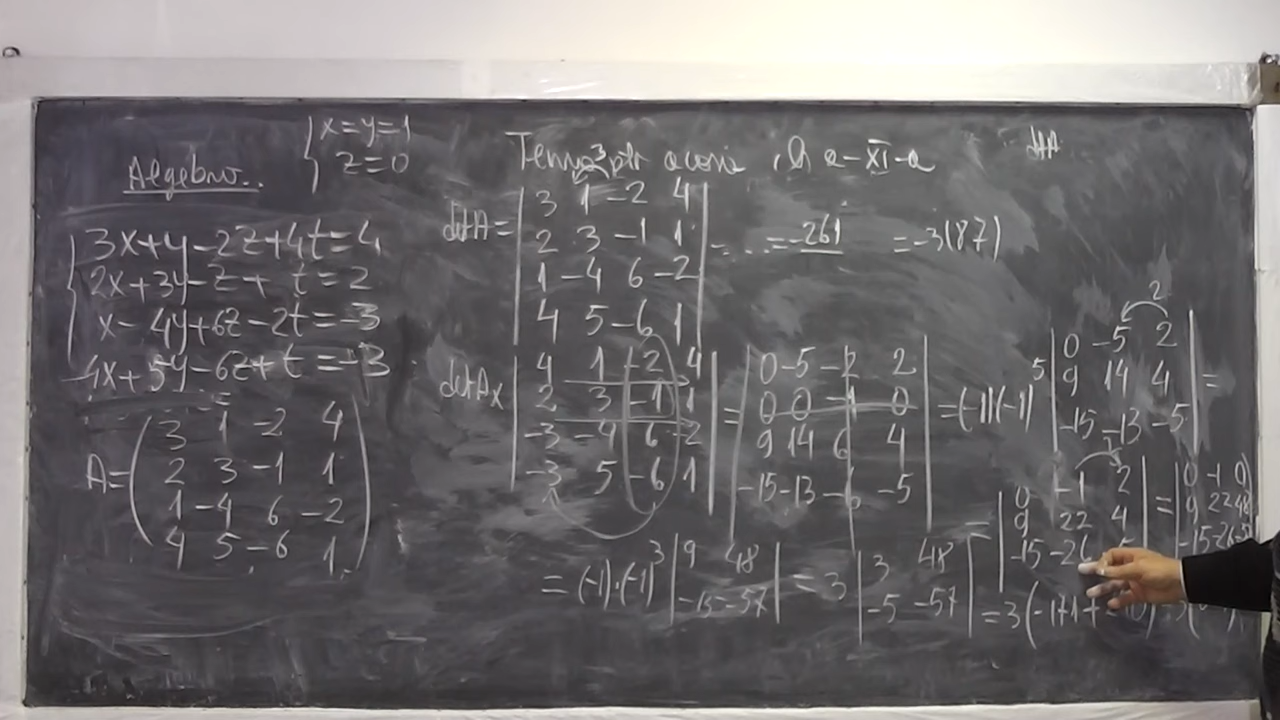 Algebra..
{ x=y=1
z=0
a-XI-a
detA
{ 3x+y-2z+4t=4
2x+3y-z+t=2
x-4y+6z-2t=-3
4x+5y-6z+t=-3
A= ( 3 1 -2 4
2 3 -1 1
1 -4 6 -2
4 5 -6 1 )
detA= | 3 1 -2 4 |
| 2 3 -1 1 | = ...= -261 =-3(87)
| 1 -4 6 -2 |
| 4 5 -6 1 |
detAx | 4 1 -2 4 |
| 2 3 -1 1 |
| -3 -4 6 -2 |
| -3 5 -6 1 |
= | 0 -5 -2 2 |
| 0 0 -1 0 |
| 9 14 6 4 |
| -15 -13 -6 -5 |
2
=(-1)(-1)5 | 0 -5 2 |
| 9 14 4 | =
| -15 -13 -5 |
= | 0 -1 2 |
| 9 22 4 |
| -15 -26 5 |
= | 0 -1 0 |
| 9 22 48 |
= (-1)·(-1)3 | 9 48 |
| -15 -57 |
= 3 | 3 48 |
| -5 -57 |
=3(-171+